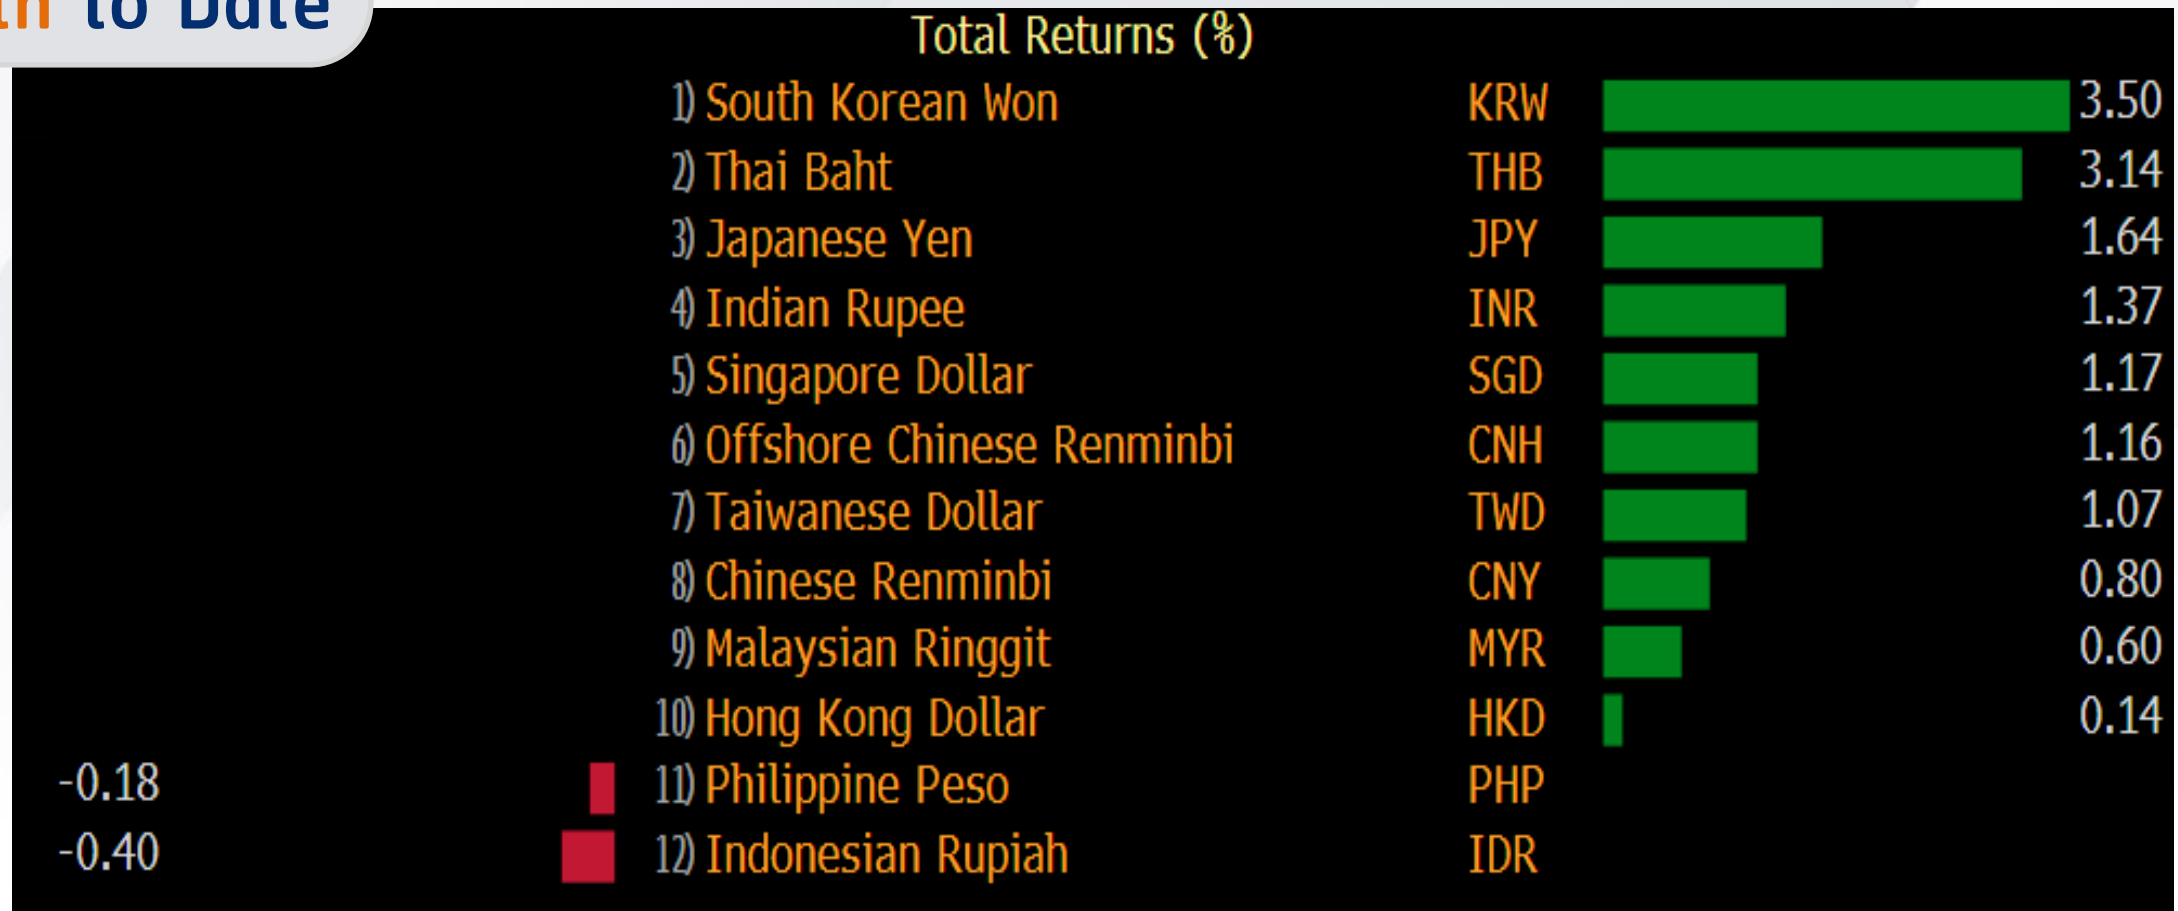 to Date
Total Returns (%)
1) South Korean Won KRW 3.50
2) Thai Baht THB 3.14
3) Japanese Yen JPY 1.64
4) Indian Rupee INR 1.37
5) Singapore Dollar SGD 1.17
6) Offshore Chinese Renminbi CNH 1.16
7) Taiwanese Dollar TWD 1.07
8) Chinese Renminbi CNY 0.80
9) Malaysian Ringgit MYR 0.60
10) Hong Kong Dollar HKD 0.14
-0.18 11) Philippine Peso PHP
-0.40 12) Indonesian Rupiah IDR